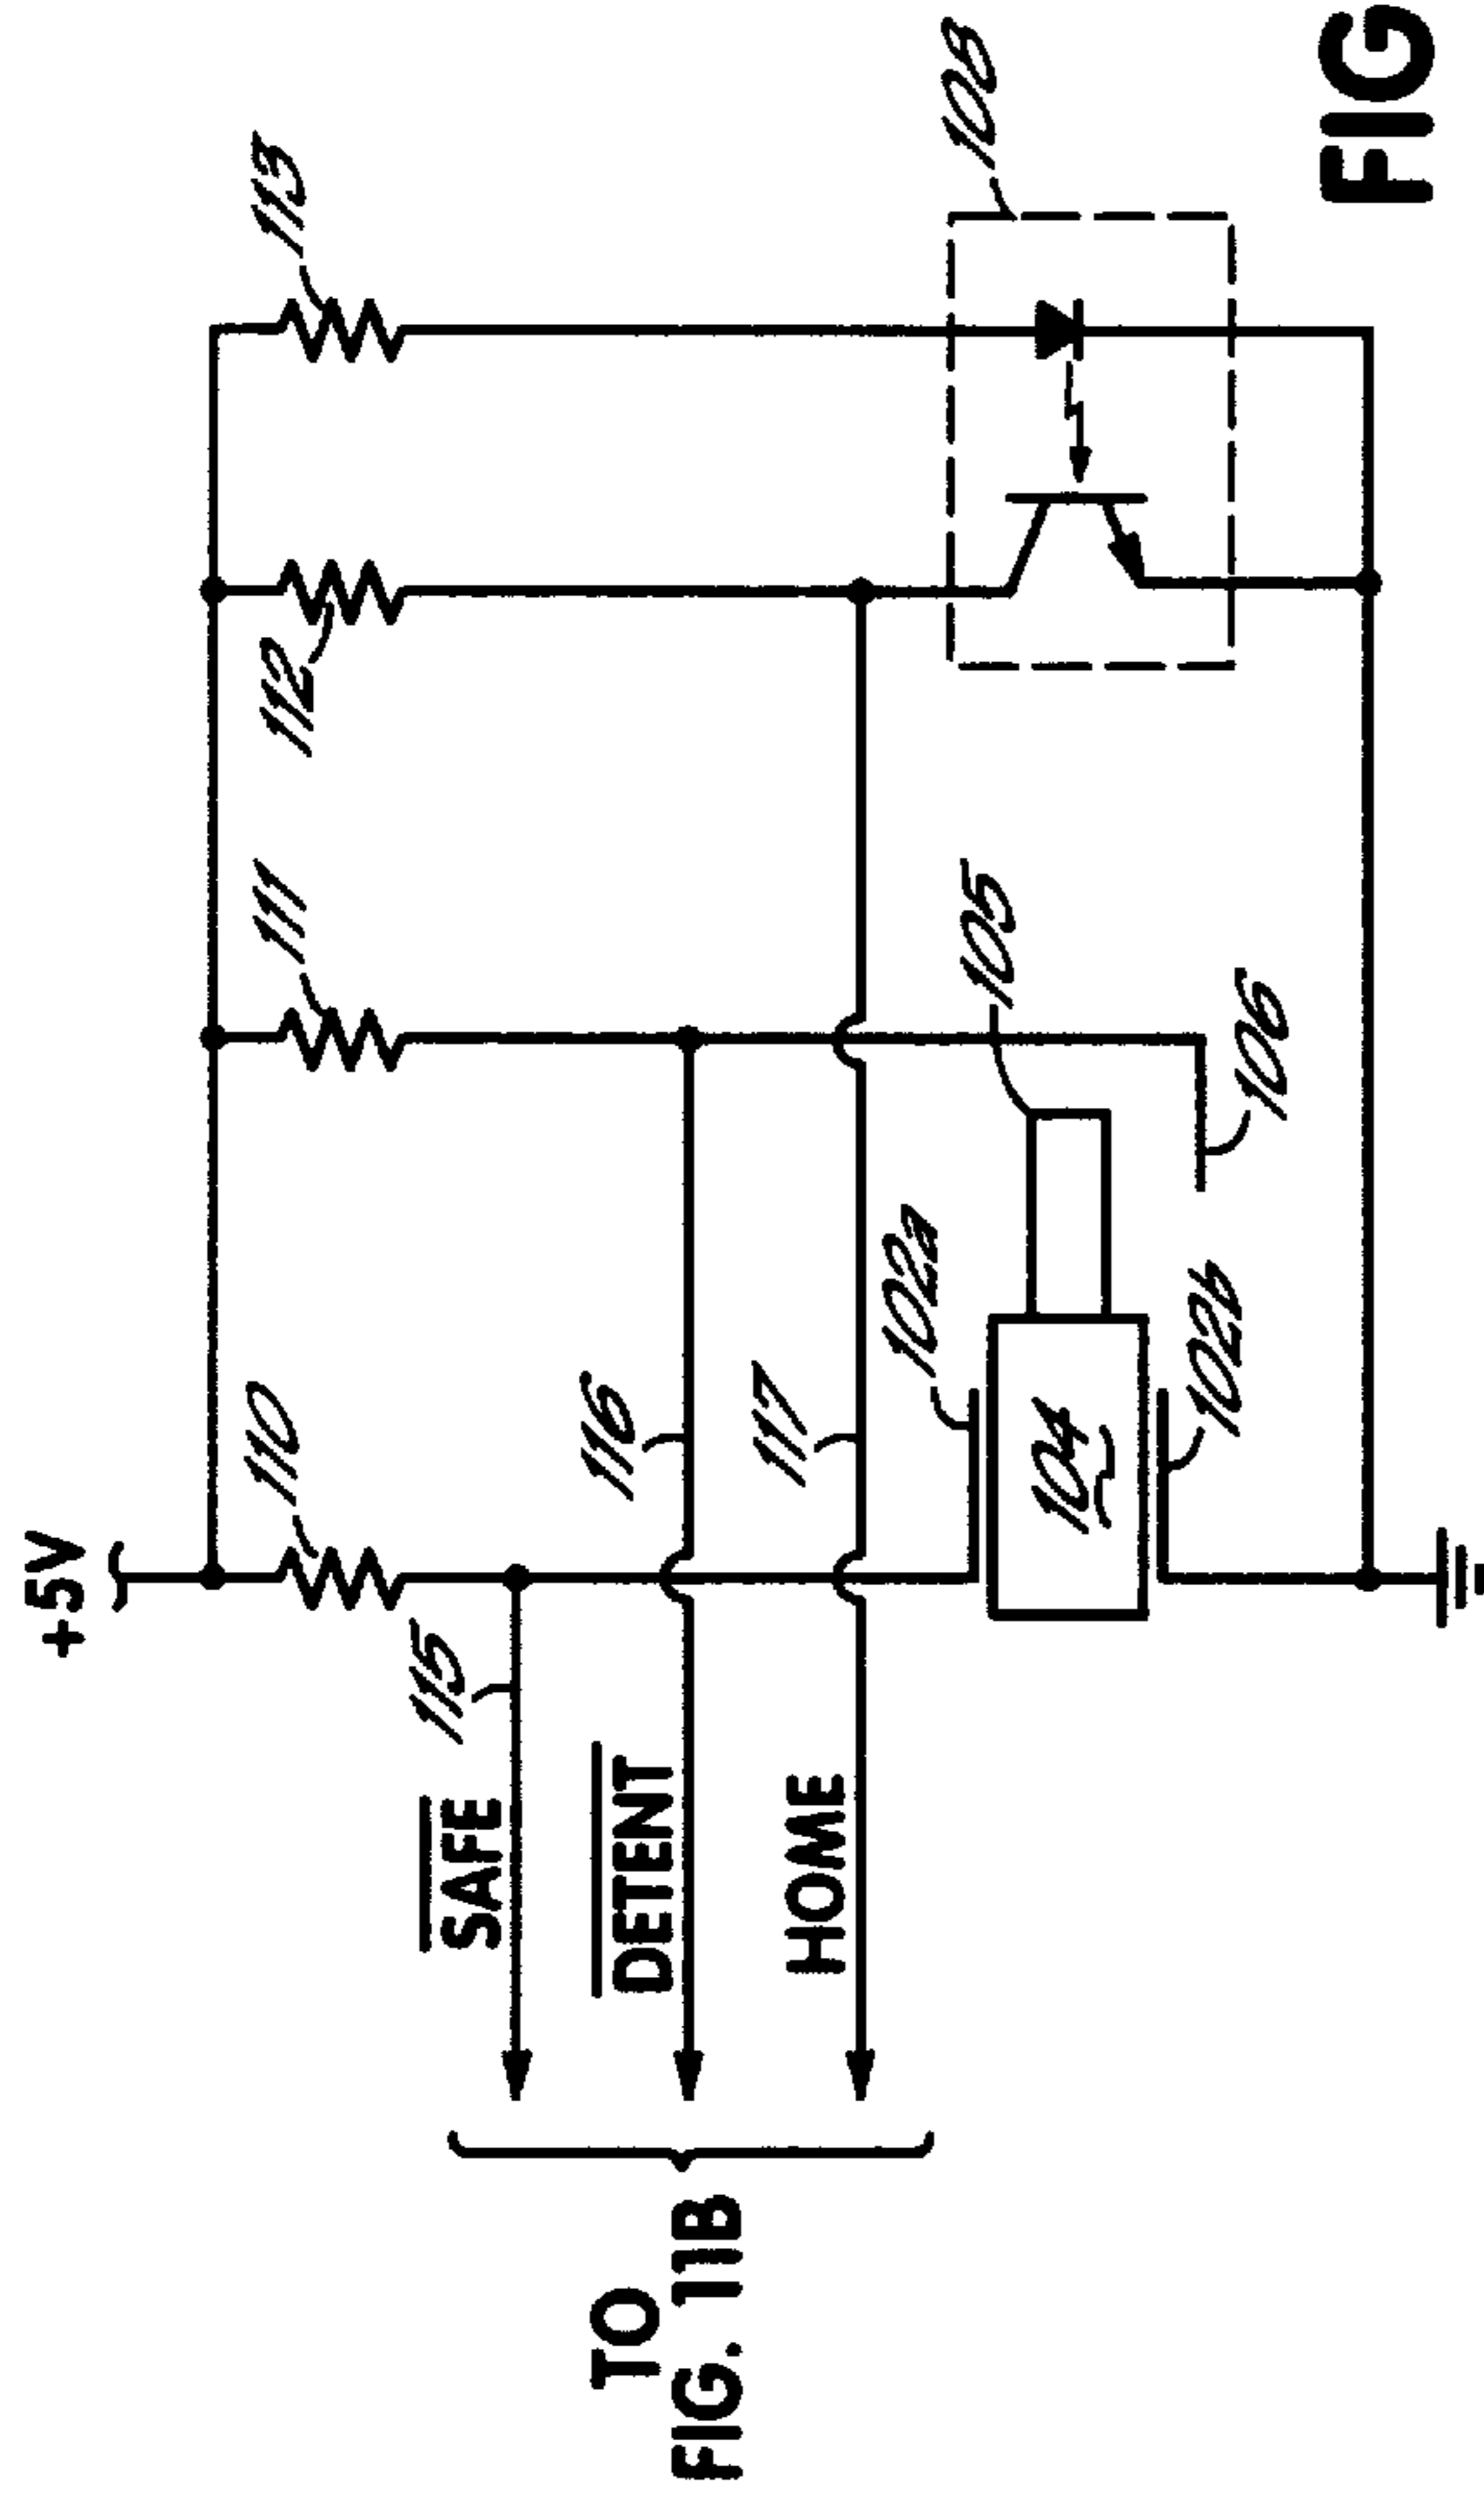 +5V
110
111
112
113
115
SAFE
116
DETENT
117
HOME
TO
FIG. 11B
102a
105
108
104
102b
106
FIG